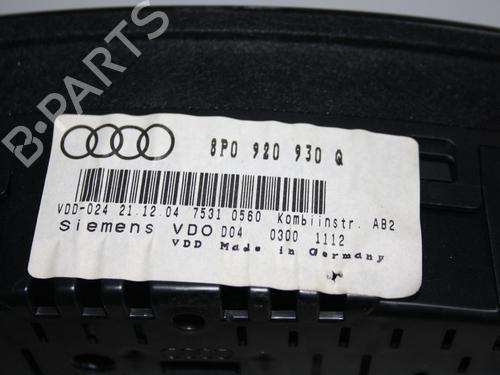 8P0 920 930 Q
VDD-024 21.12.04 7531 0560 Kombiinstr. AB2
Siemens VDO D04 0300 1112
VDD Made in Germany
B-PARTS